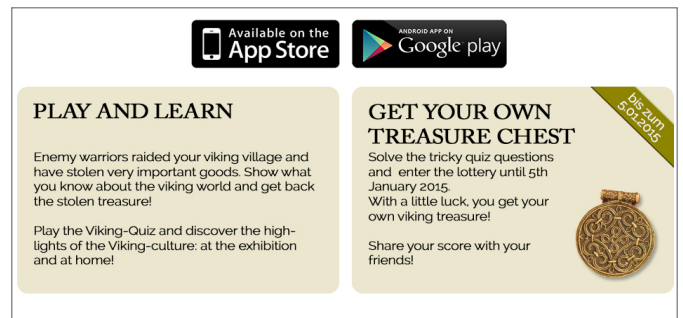 Available on the
App Store
ANDROID APP ON
Google play
PLAY AND LEARN
Enemy warriors raided your viking village and
have stolen very important goods. Show what
you know about the viking world and get back
the stolen treasure!
Play the Viking-Quiz and discover the high-
lights of the Viking-culture: at the exhibition
and at home!
GET YOUR OWN
TREASURE CHEST
bis zum
5.01.2015
Solve the tricky quiz questions
and enter the lottery until 5th
January 2015.
With a little luck, you get your
own viking treasure!
Share your score with your
friends!